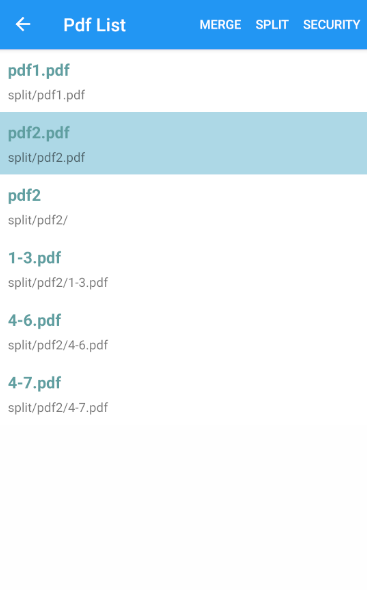 Pdf List MERGE SPLIT SECURITY
pdf1.pdf
split/pdf1.pdf
pdf2.pdf
split/pdf2.pdf
pdf2
split/pdf2/
1-3.pdf
split/pdf2/1-3.pdf
4-6.pdf
split/pdf2/4-6.pdf
4-7.pdf
split/pdf2/4-7.pdf